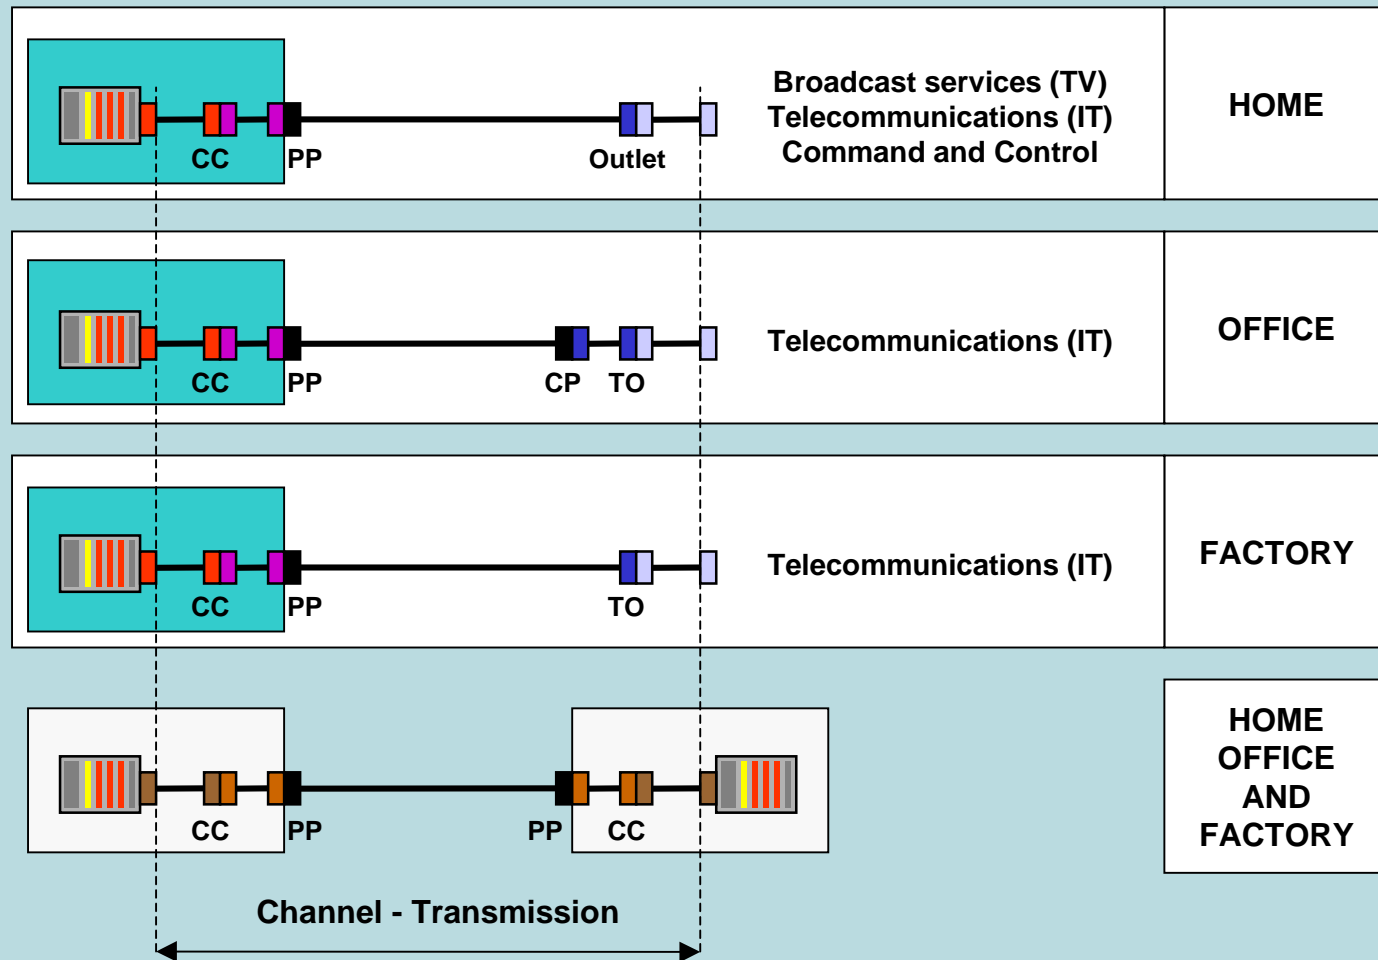 Broadcast services (TV)
Telecommunications (IT)
Command and Control
HOME
CC
PP
Outlet
Telecommunications (IT)
OFFICE
CC
PP
CP
TO
Telecommunications (IT)
FACTORY
CC
PP
TO
HOME
OFFICE
AND
FACTORY
CC
PP
PP
CC
Channel - Transmission